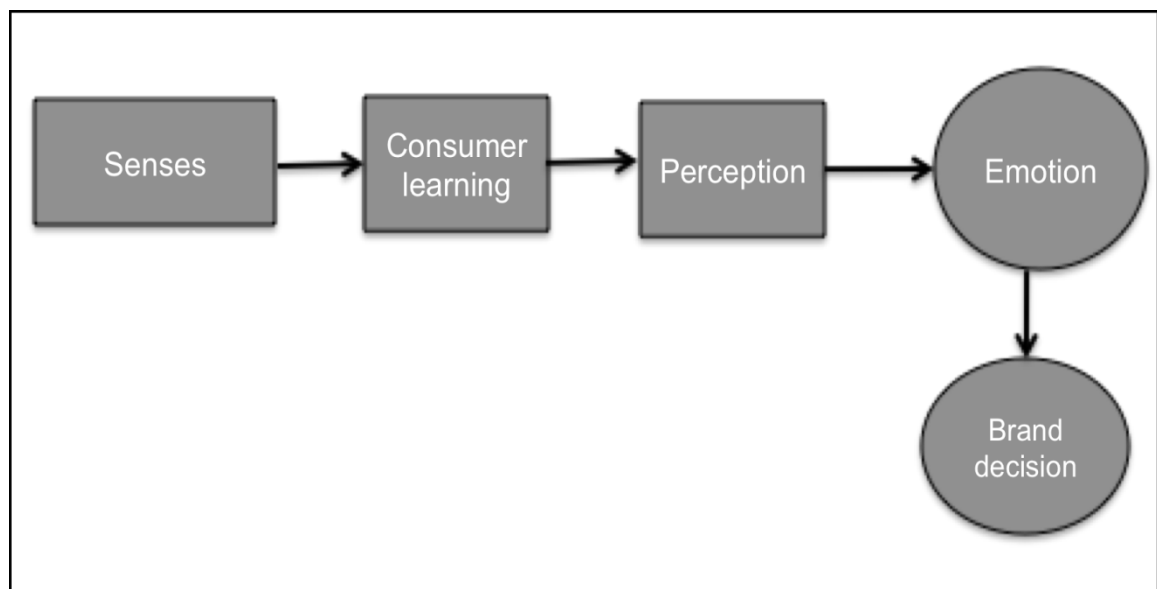 Senses
Consumer
learning
Perception
Emotion
Brand
decision